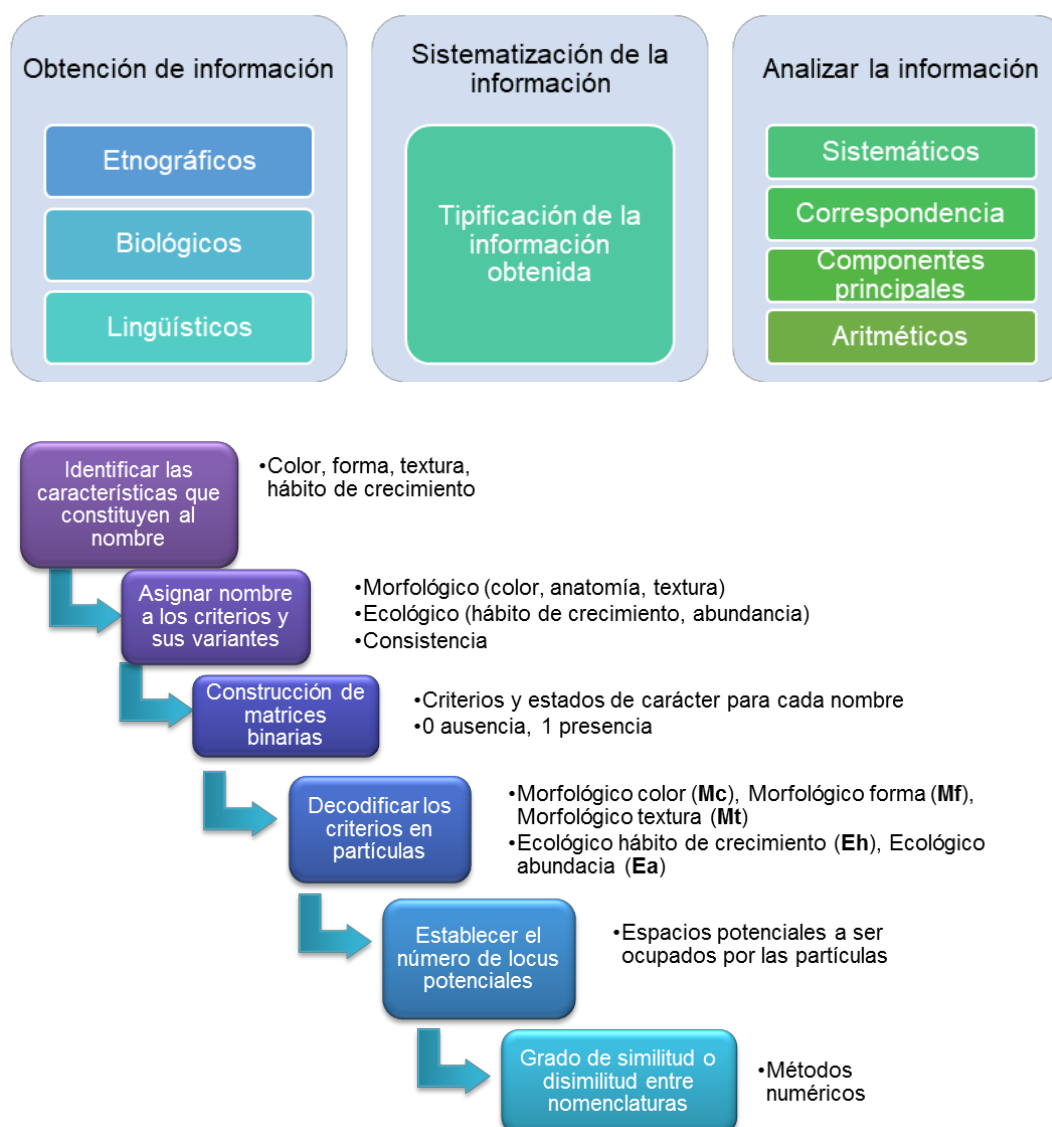 Obtención de información
Etnográficos
Biológicos
Lingüísticos
Sistematización de la
información
Tipificación de la
información
obtenida
Analizar la información
Sistemáticos
Correspondencia
Componentes
principales
Aritméticos
Identificar las
características que
constituyen al
nombre
•Color, forma, textura,
hábito de crecimiento
Asignar nombre
a los criterios y
sus variantes
•Morfológico (color, anatomía, textura)
•Ecológico (hábito de crecimiento, abundancia)
•Consistencia
Construcción de
matrices
binarias
•Criterios y estados de carácter para cada nombre
•0 ausencia, 1 presencia
Decodificar los
criterios en
partículas
•Morfológico color (Mc), Morfológico forma (Mf),
Morfológico textura (Mt)
•Ecológico hábito de crecimiento (Eh), Ecológico
abundacia (Ea)
Establecer el
número de locus
potenciales
•Espacios potenciales a ser
ocupados por las partículas
Grado de similitud o
disimilitud entre
nomenclaturas
•Métodos
numéricos